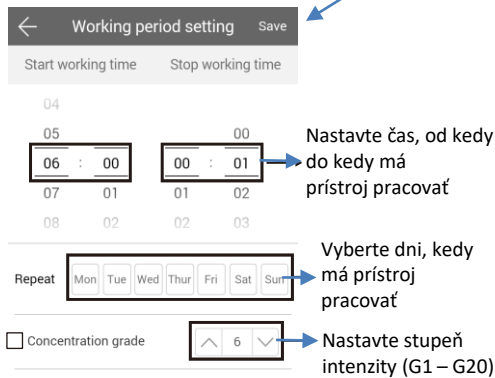 Working period setting Save
Start working time Stop working time
04
05 00
06 : 00 00 : 01
07 01 01 02
08 02 02 03
Nastavte čas, od kedy
do kedy má
prístroj pracovať
Repeat Mon Tue Wed Thur Fri Sat Sun
Vyberte dni, kedy
má prístroj
pracovať
Concentration grade 6
Nastavte stupeň
intenzity (G1 – G20)